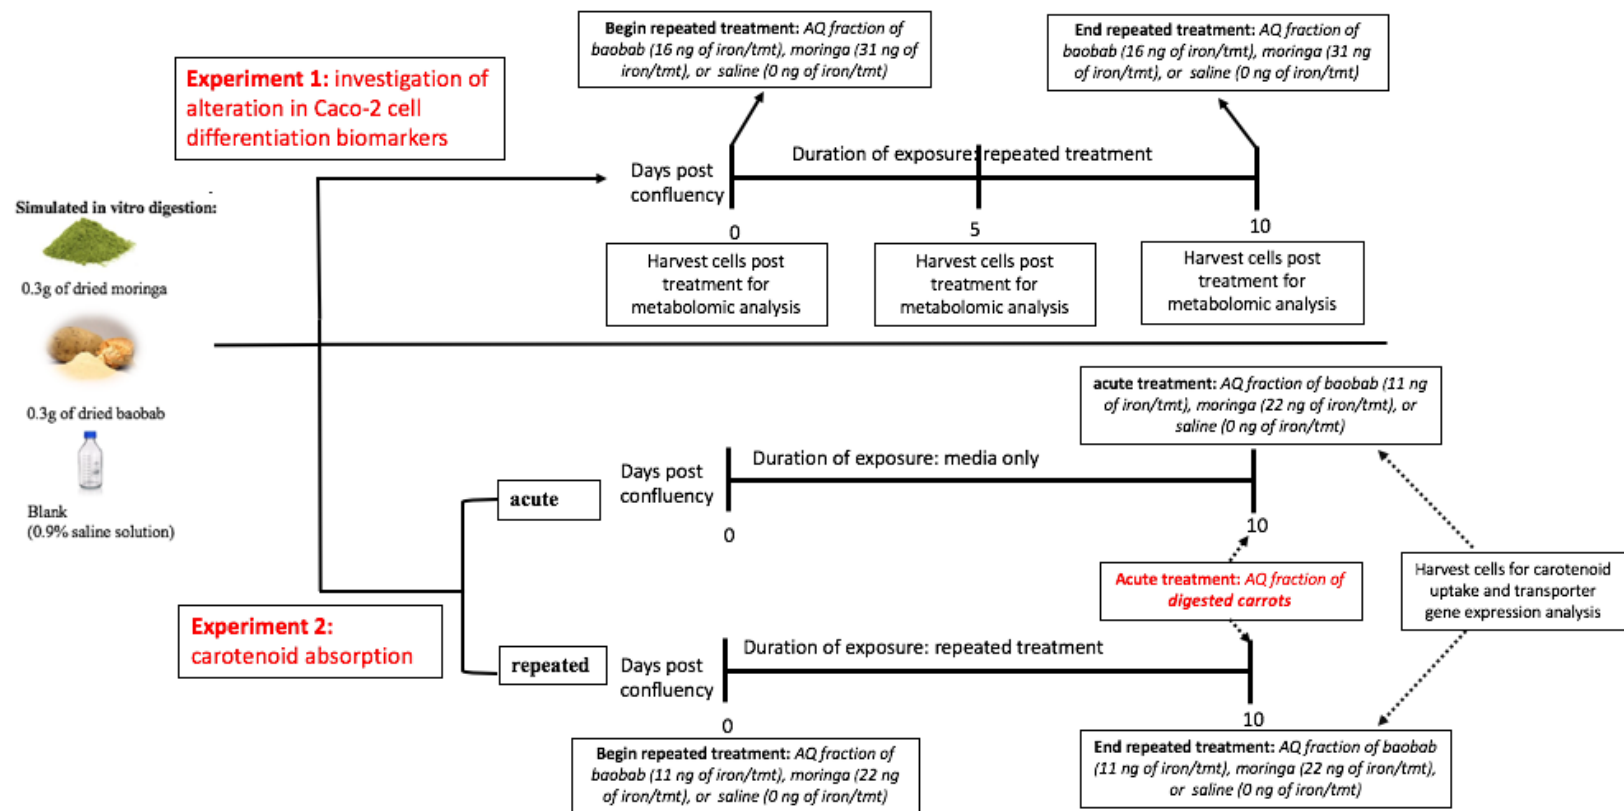 Simulated in vitro digestion:
0.3g of dried moringa
0.3g of dried baobab
Blank
(0.9% saline solution)
Experiment 1: investigation of
alteration in Caco-2 cell
differentiation biomarkers
Begin repeated treatment: AQ fraction of
baobab (16 ng of iron/tmt), moringa (31 ng of
iron/tmt), or saline (0 ng of iron/tmt)
End repeated treatment: AQ fraction of
baobab (16 ng of iron/tmt), moringa (31 ng
of iron/tmt), or saline (0 ng of iron/tmt)
Days post
confluency
Duration of exposure: repeated treatment
0
5
10
Harvest cells post
treatment for
metabolomic analysis
Harvest cells post
treatment for
metabolomic analysis
Harvest cells post
treatment for
metabolomic analysis
Experiment 2:
carotenoid absorption
acute
Days post
confluency
Duration of exposure: media only
0
10
acute treatment: AQ fraction of baobab (11 ng
of iron/tmt), moringa (22 ng of iron/tmt), or
saline (0 ng of iron/tmt)
Acute treatment: AQ fraction of
digested carrots
Harvest cells for carotenoid
uptake and transporter
gene expression analysis
repeated
Days post
confluency
Duration of exposure: repeated treatment
0
10
Begin repeated treatment: AQ fraction of
baobab (11 ng of iron/tmt), moringa (22 ng
of iron/tmt), or saline (0 ng of iron/tmt)
End repeated treatment: AQ fraction of baobab
(11 ng of iron/tmt), moringa (22 ng of iron/tmt),
or saline (0 ng of iron/tmt)